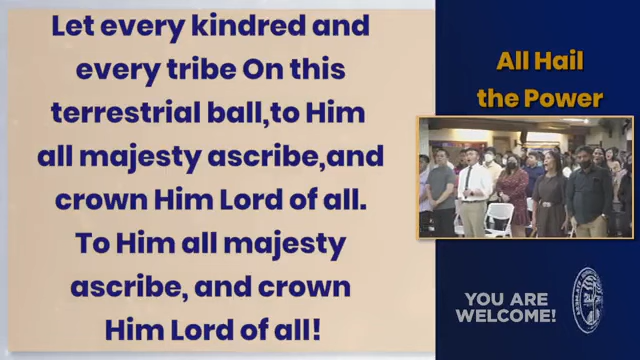 Let every kindred and
every tribe On this
terrestrial ball,to Him
all majesty ascribe,and
crown Him Lord of all.
To Him all majesty
ascribe, and crown
Him Lord of all!
All Hail
the Power
YOU ARE
WELCOME!